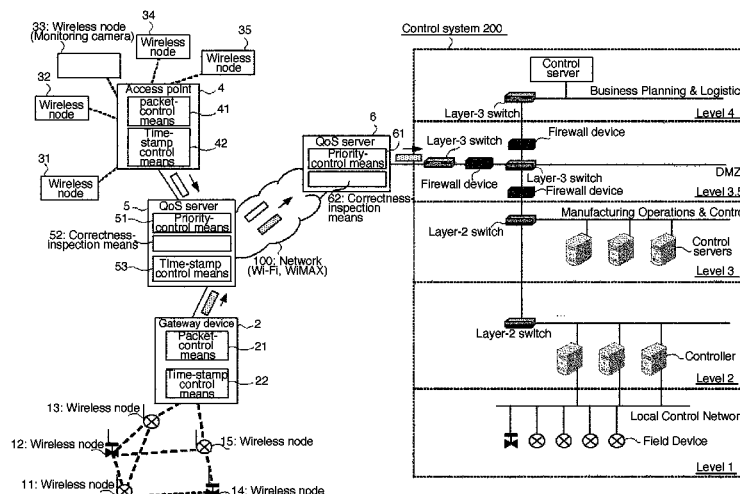 33: Wireless node
(Monitoring camera)
34
Wireless
node
35
Wireless
node
32
Wireless
node
Access point
4
packet-
control
means
41
Time-
stamp
control
means
42
31
Wireless
node
5
QoS server
51
Priority-
control means
52: Correctness-
inspection means
53
Time-stamp
control means
100: Network
(Wi-Fi, WiMAX)
6
QoS server
61
Priority-
control means
62: Correctness-
inspection
means
Gateway device
2
Packet-
control
means
21
Time-stamp
control
means
22
13: Wireless node
12: Wireless node
15: Wireless node
11: Wireless node
14: Wireless node
Control system 200
Control
server
Business Planning & Logistic
Layer-3 switch
Level 4
Layer-3
switch
Firewall device
Firewall
device
Layer-3 switch
DMZ
Firewall device
Level 3.5
Manufacturing Operations & Contro
Layer-2 switch
Control
servers
Level 3
...
Layer-2 switch
Controller
Level 2
Local Control Network
Field Device
Level 1